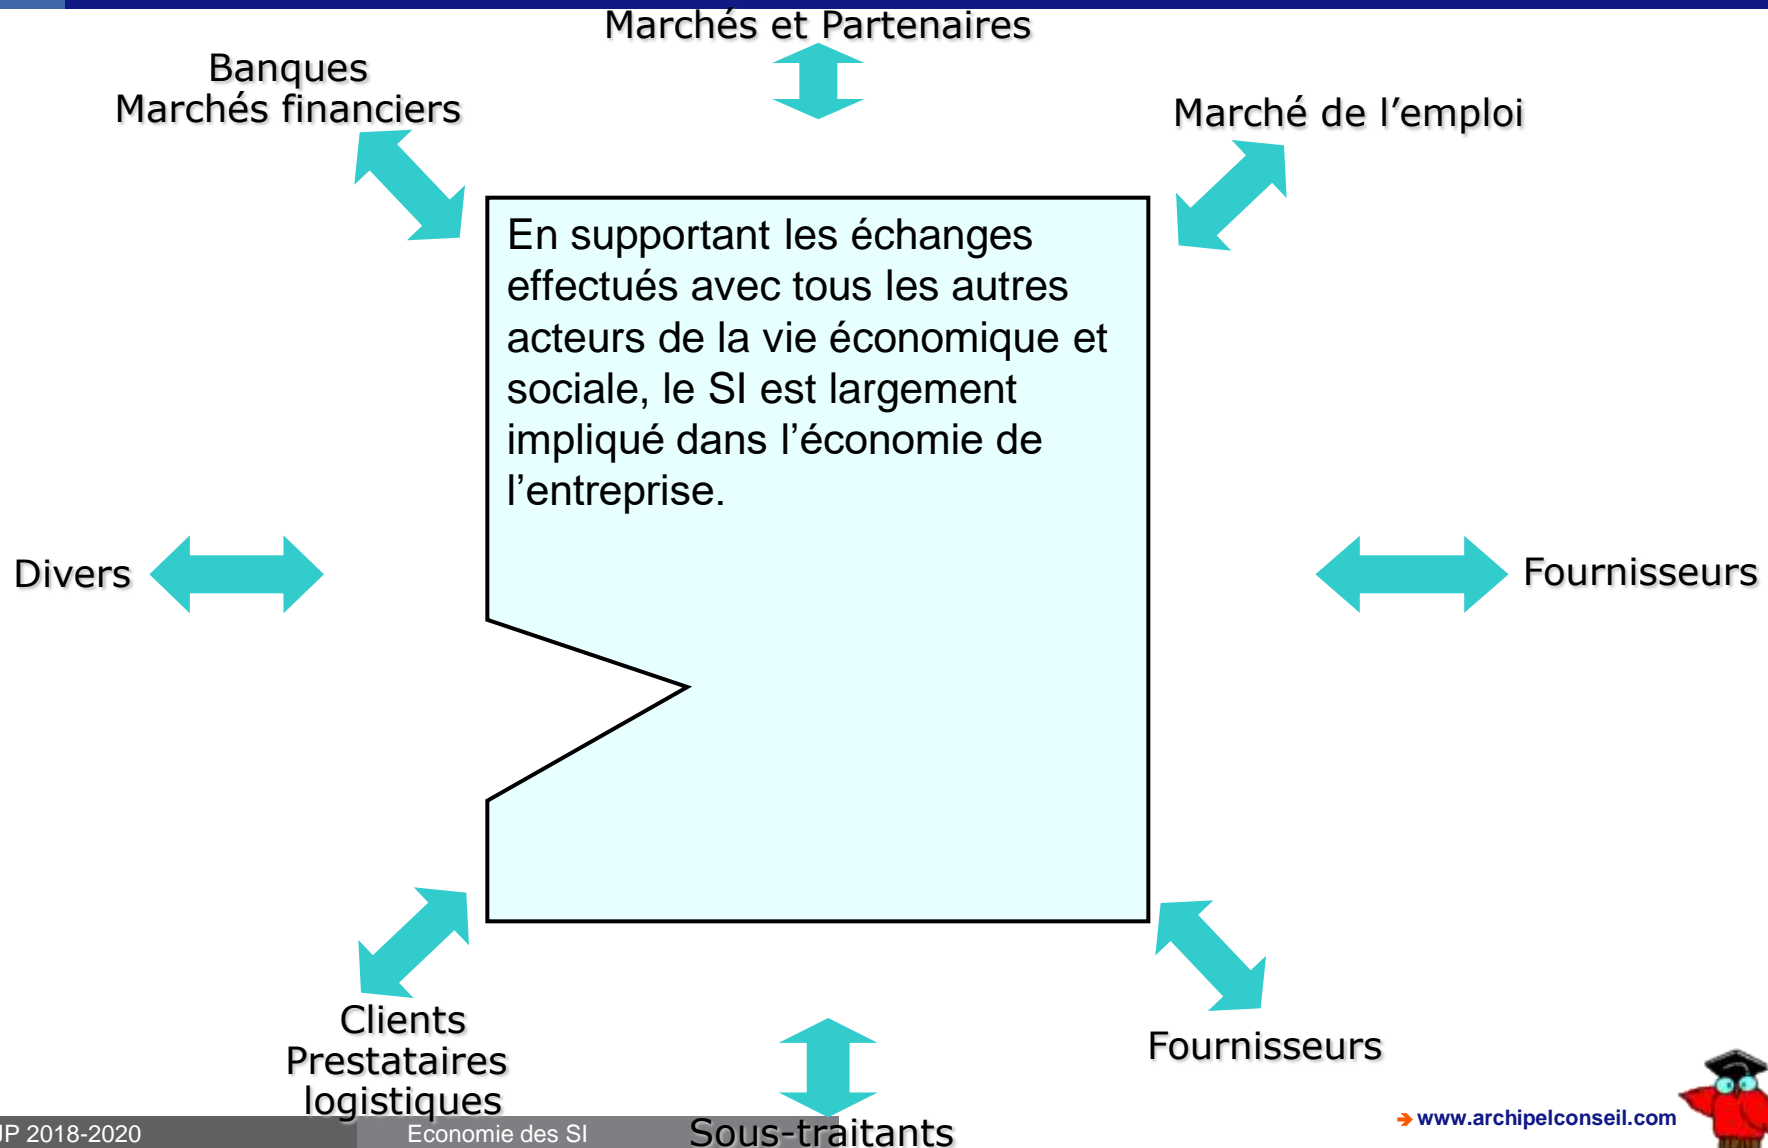 Marchés et Partenaires
Banques
Marchés financiers
Marché de l’emploi
En supportant les échanges
effectués avec tous les autres
acteurs de la vie économique et
sociale, le SI est largement
impliqué dans l’économie de
l’entreprise.
Divers
Fournisseurs
Clients
Prestataires
logistiques
Fournisseurs
Sous-traitants
JP 2018-2020
Economie des SI
www.archipelconseil.com